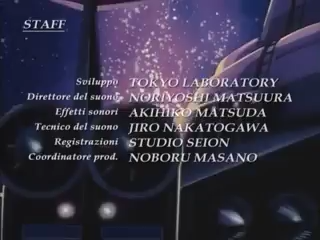 STAFF
Sviluppo TOKYO LABORATORY
Direttore del suono NORIYOSHI MATSUURA
Effetti sonori AKIHIKO MATSUDA
Tecnico del suono JIRO NAKATOGAWA
Registrazioni STUDIO SEION
Coordinatore prod. NOBORU MASANO